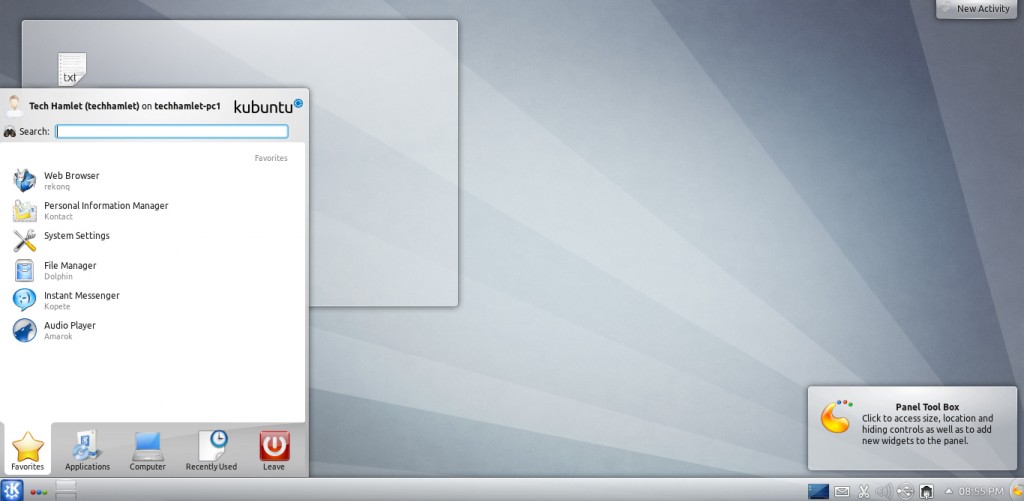 New Activity
txt
Tech Hamlet (techhamlet) on techhamlet-pc1
kubuntu
Search:
Favorites
Web Browser
rekonq
Personal Information Manager
Kontact
System Settings
File Manager
Dolphin
Instant Messenger
Kopete
Audio Player
Amarok
Panel Tool Box
Click to access size, location and
hiding controls as well as to add
new widgets to the panel.
Favorites
Applications
Computer
Recently Used
Leave
08:55 PM